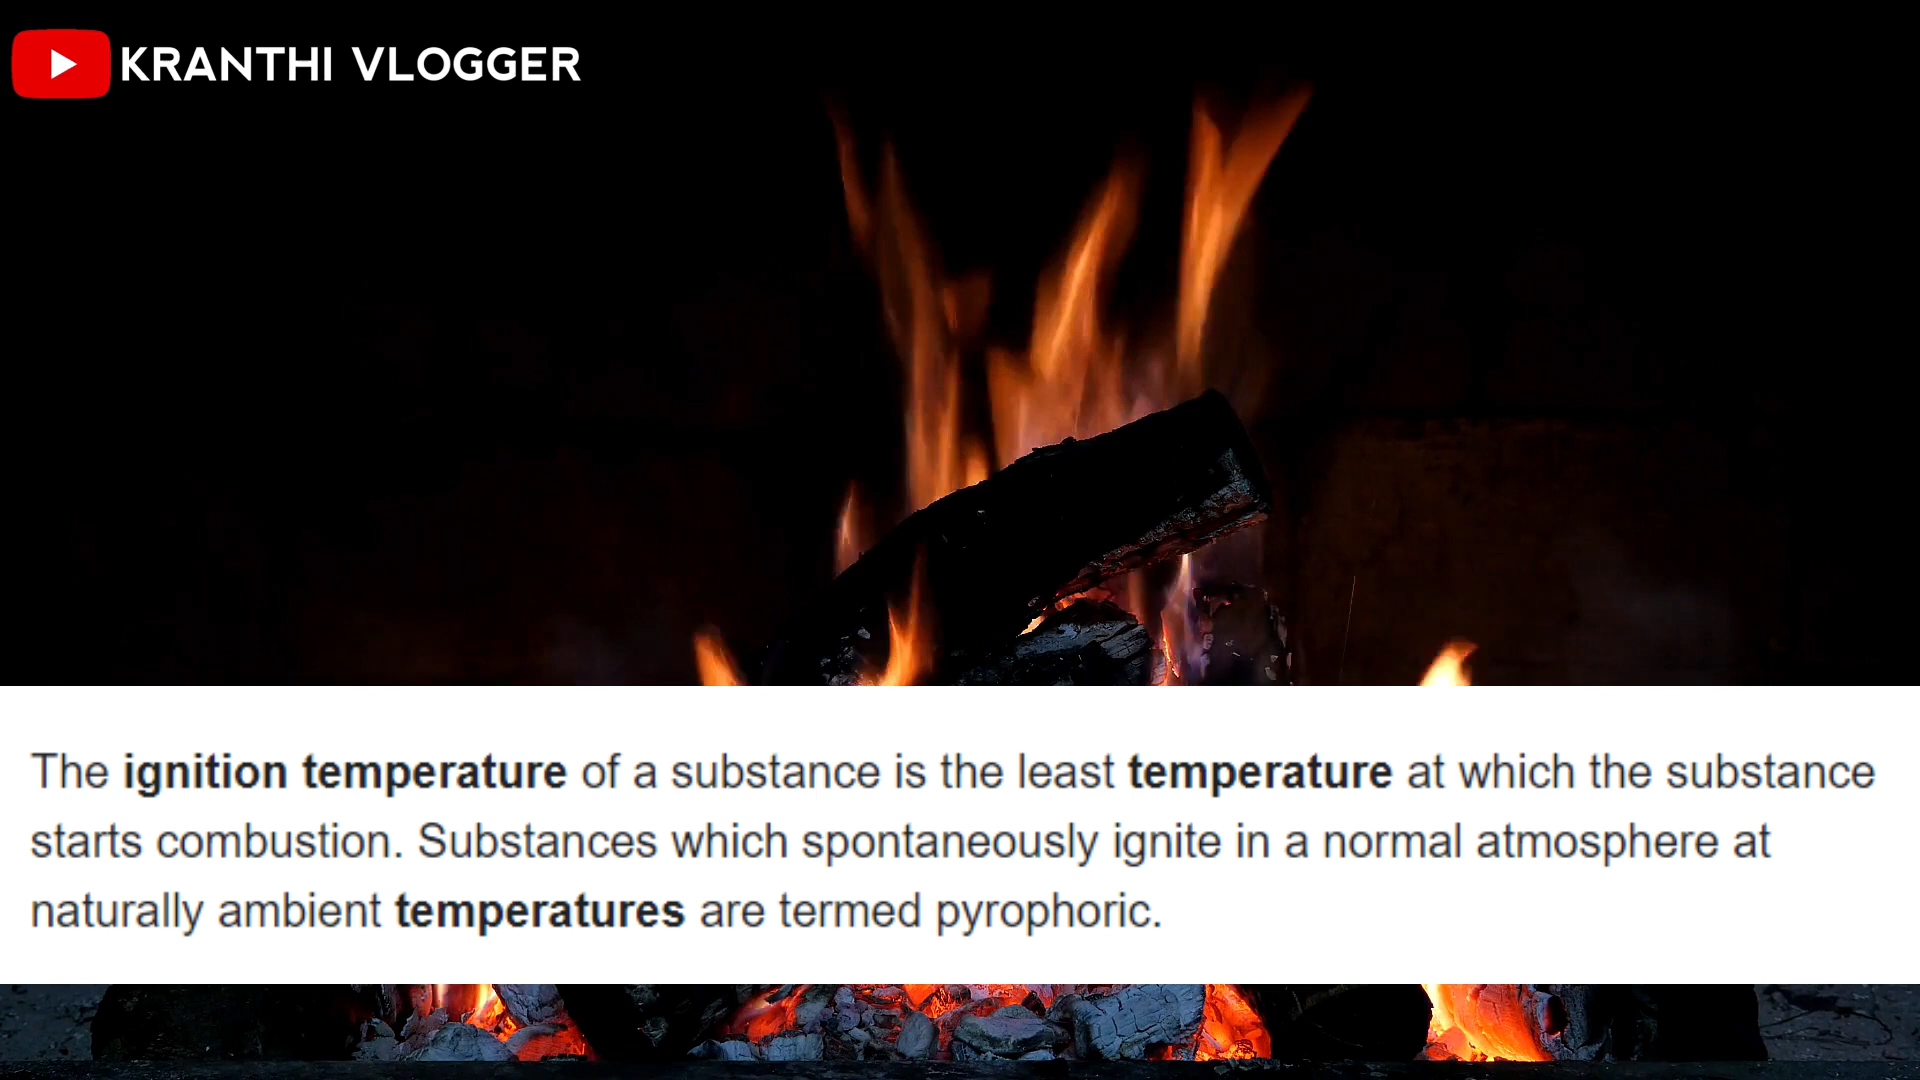 KRANTHI VLOGGER
The ignition temperature of a substance is the least temperature at which the substance
starts combustion. Substances which spontaneously ignite in a normal atmosphere at
naturally ambient temperatures are termed pyrophoric.